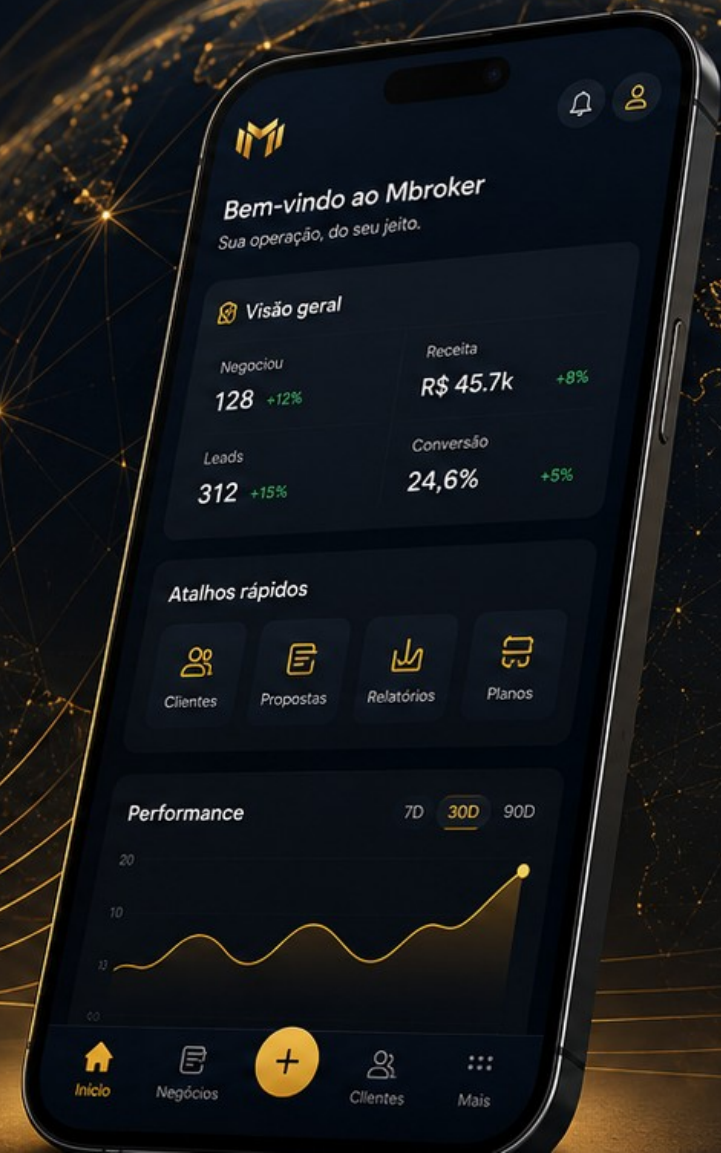 Bem-vindo ao Mbroker
Sua operação, do seu jeito.
Visão geral
Negociou
128 +12%
Receita
R$ 45.7k +8%
Leads
312 +15%
Conversão
24,6% +5%
Atalhos rápidos
Clientes Propostas Relatórios Planos
Performance 7D 30D 90D
20
10
Início Negócios + Clientes Mais